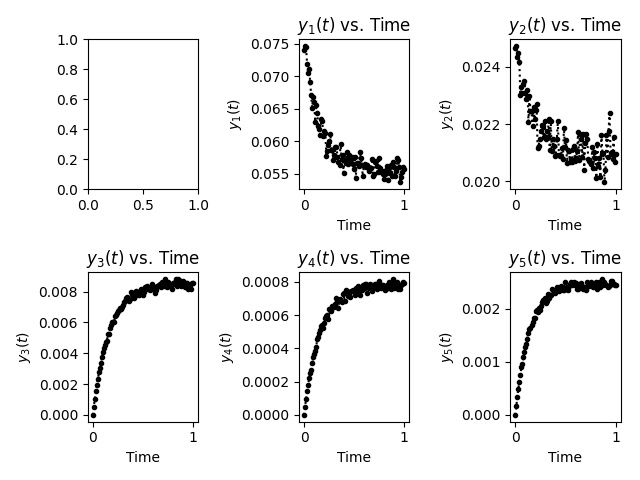 y₁(t) vs. Time
y₂(t) vs. Time
1.0
0.8
0.6
0.4
0.2
0.0
0.0 0.5 1.0
y₁(t)
0.075
0.070
0.065
0.060
0.055
0 1
Time
y₂(t)
0.024
0.022
0.020
0 1
Time
y₃(t) vs. Time
y₄(t) vs. Time
y₅(t) vs. Time
y₃(t)
0.008
0.006
0.004
0.002
0.000
0 1
Time
y₄(t)
0.0008
0.0006
0.0004
0.0002
0.0000
0 1
Time
y₅(t)
0.002
0.001
0.000
0 1
Time